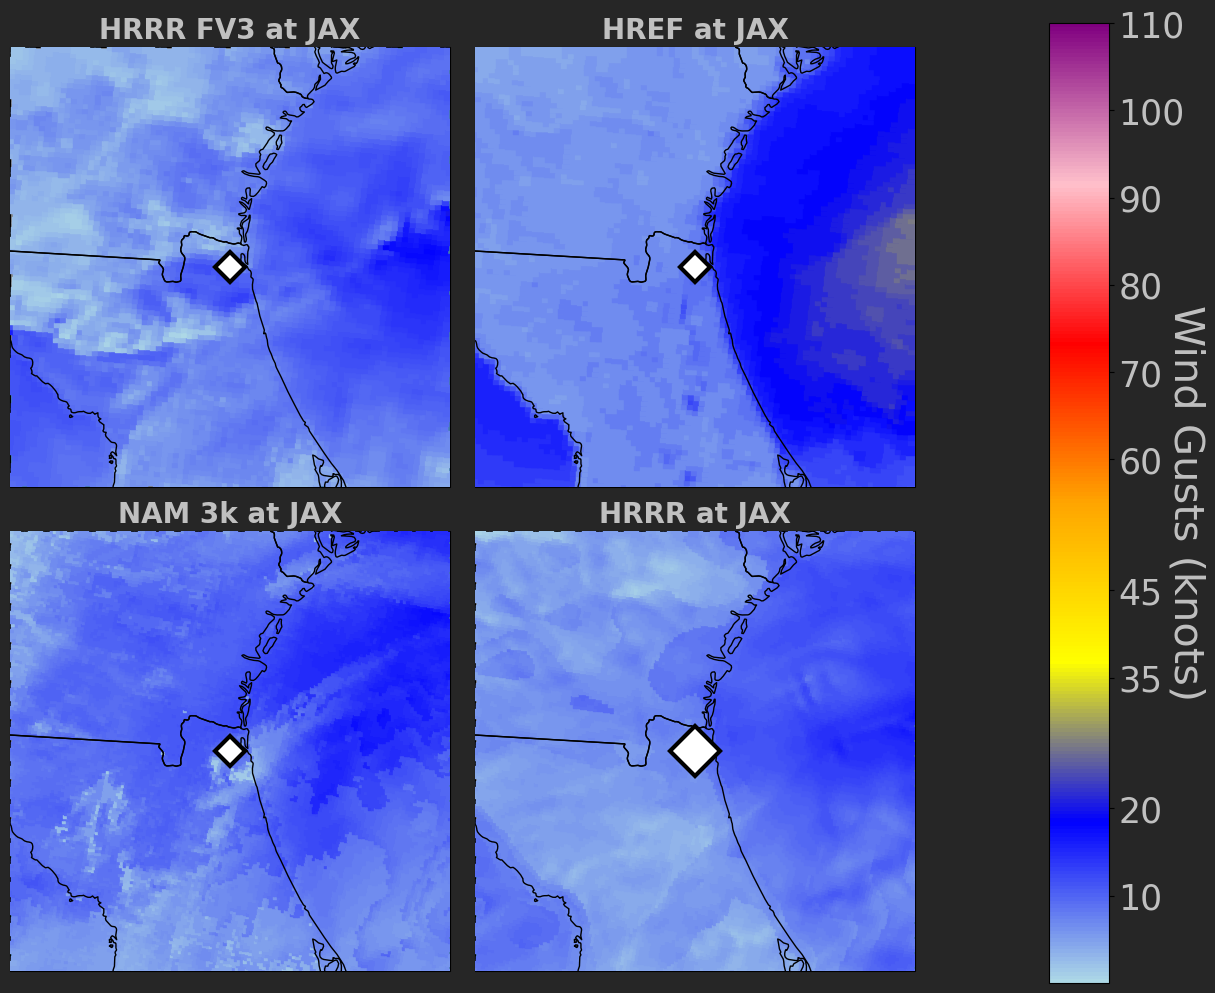 HRRR FV3 at JAX
HREF at JAX
NAM 3k at JAX
HRRR at JAX
110
100
90
80
70
60
45
35
20
10
Wind Gusts (knots)